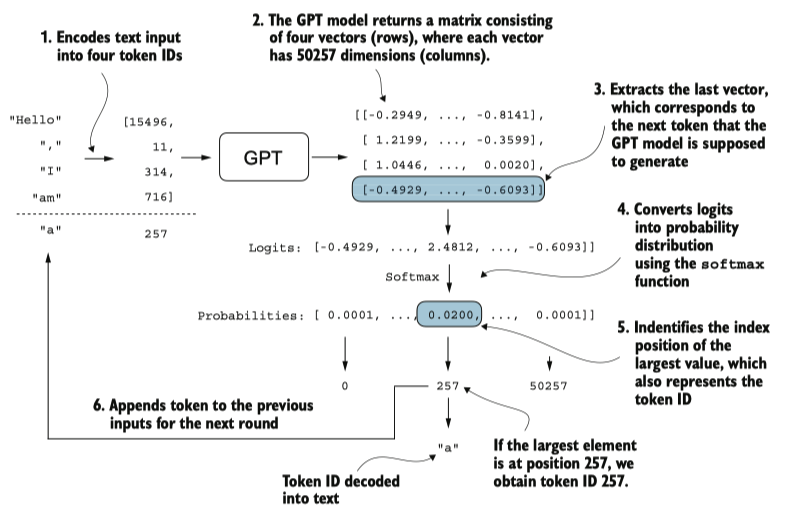 1. Encodes text input
into four token IDs
2. The GPT model returns a matrix consisting
of four vectors (rows), where each vector
has 50257 dimensions (columns).
3. Extracts the last vector,
which corresponds to
the next token that the
GPT model is supposed
to generate
"Hello"
","
"I"
"am"
"a"
[15496,
11,
314,
716]
257
GPT
[[-0.2949, ..., -0.8141],
[ 1.2199, ..., -0.3599],
[ 1.0446, ..., 0.0020],
[-0.4929, ..., -0.6093]]
4. Converts logits
into probability
distribution
using the softmax
function
Logits: [-0.4929, ..., 2.4812, ..., -0.6093]]
Softmax
Probabilities: [ 0.0001, ..., 0.0200, ..., 0.0001]]
5. Indentifies the index
position of the
largest value, which
also represents the
token ID
0
257
50257
6. Appends token to the previous
inputs for the next round
"a"
Token ID decoded
into text
If the largest element
is at position 257, we
obtain token ID 257.